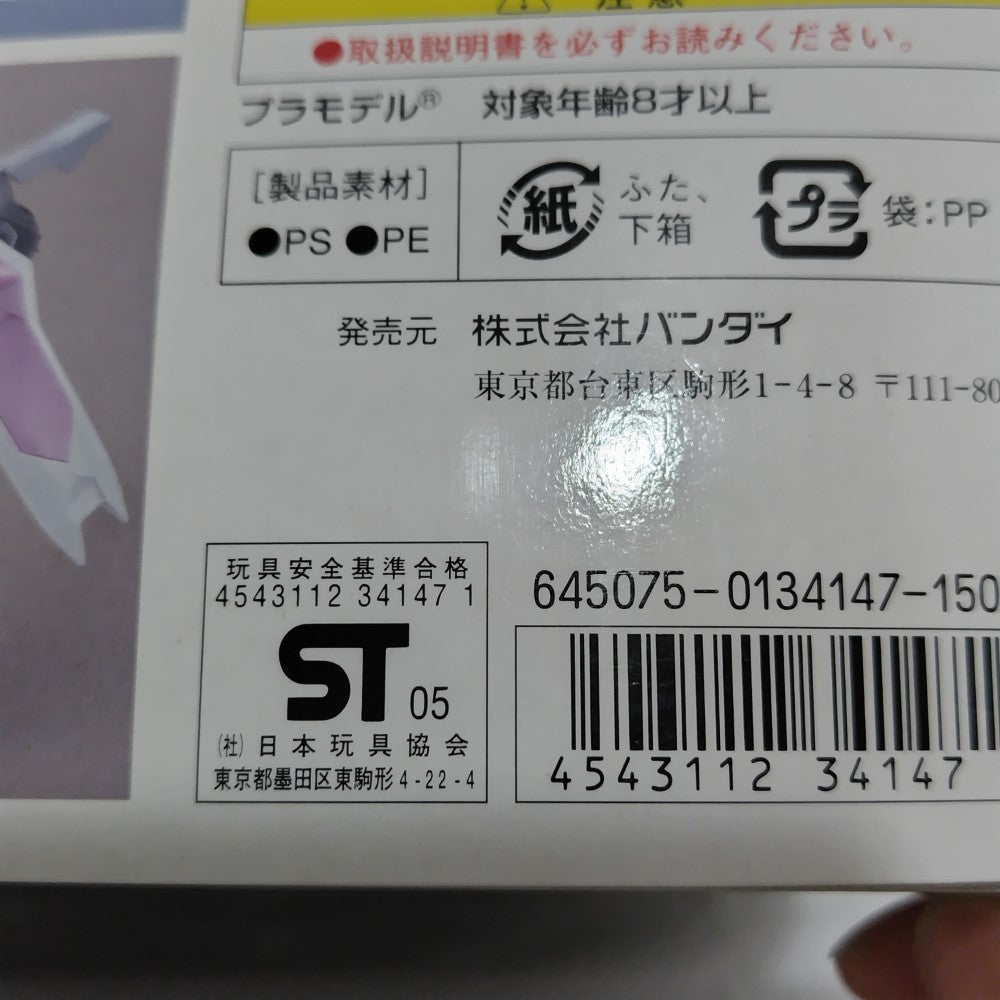 注意
●取扱説明書を必ずお読みください。
プラモデル® 対象年齢8才以上
[製品素材]
●PS ●PE
紙
ふた、
下箱
プラ
袋:PP
発売元 株式会社バンダイ
東京都台東区駒形1-4-8 〒111-80
玩具安全基準合格
4543112 34147 1
ST 05
(社)日本玩具協会
東京都墨田区東駒形4-22-4
645075-0134147-150
4543112 34147